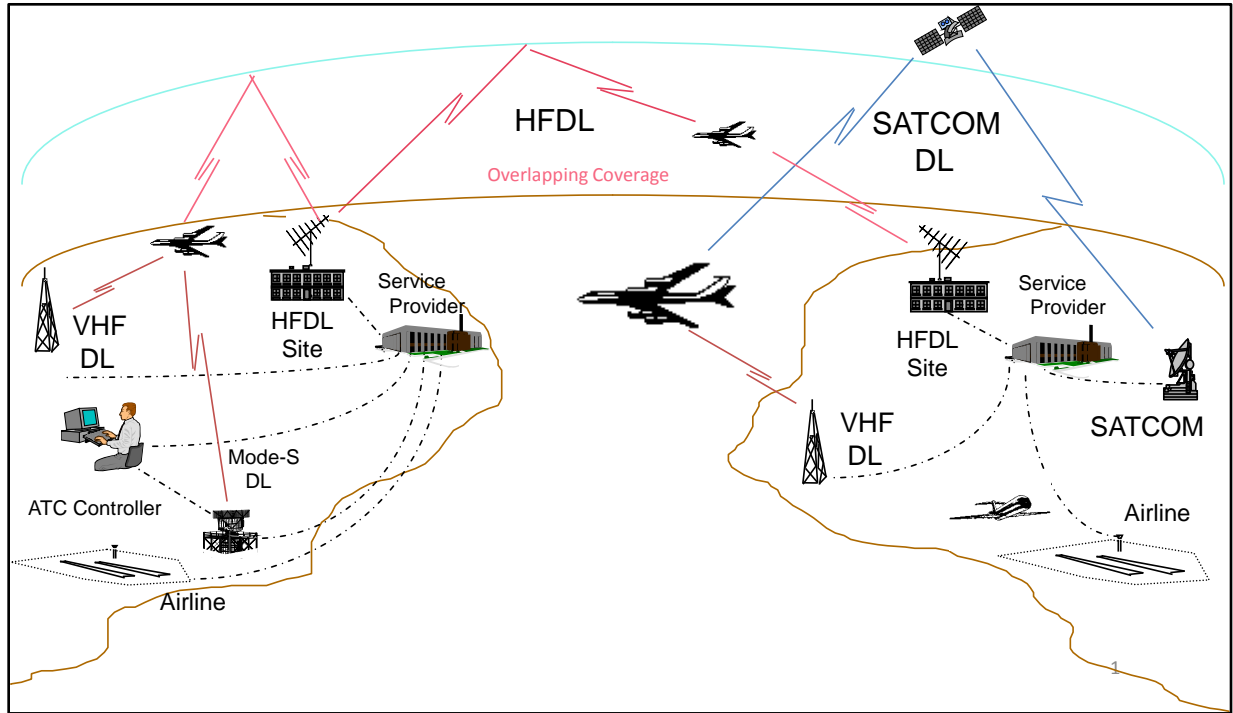 HFDL
SATCOM
DL
Overlapping Coverage
VHF
DL
HFDL
Site
Service
Provider
ATC Controller
Mode-S
DL
Airline
HFDL
Site
Service
Provider
VHF
DL
SATCOM
Airline
1